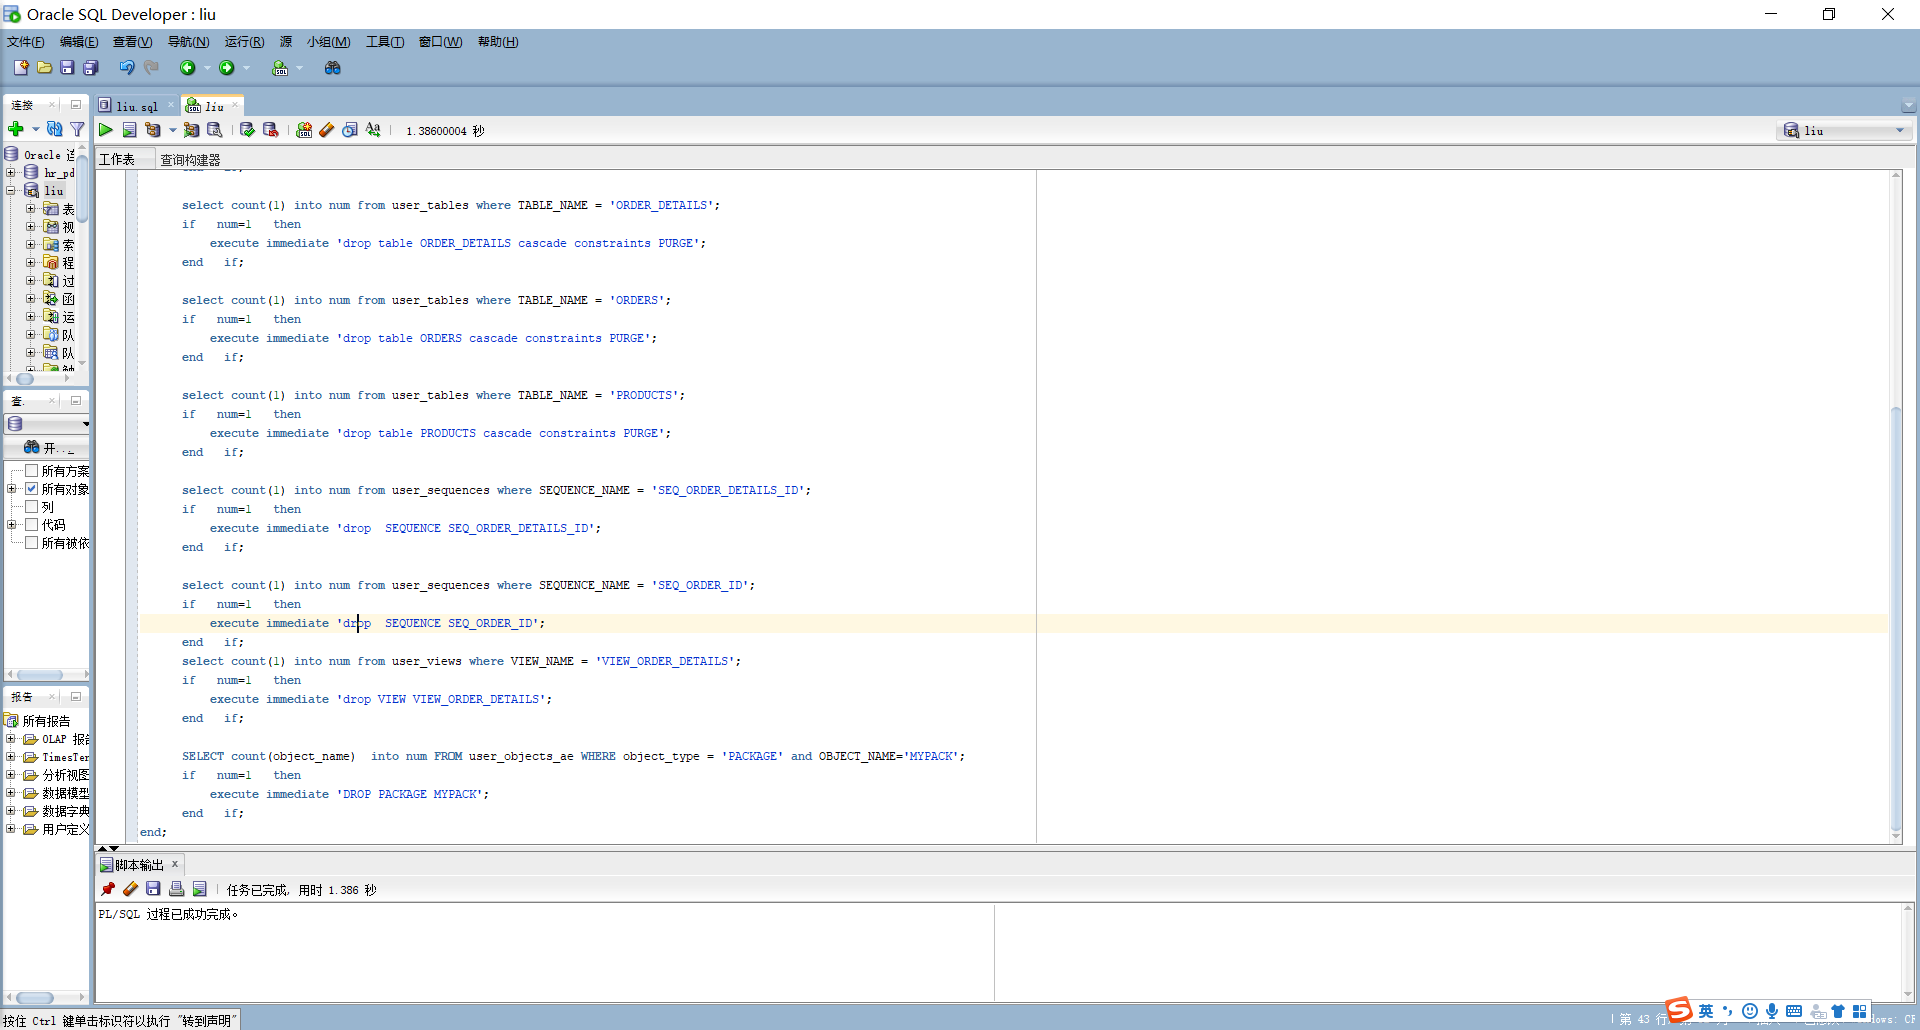 Oracle SQL Developer : liu
文件(F) 编辑(E) 查看(V) 导航(N) 运行(R) 源 小组(M) 工具(T) 窗口(W) 帮助(H)
连接
liu.sql
liu
1.38600004 秒
liu
工作表
查询构建器
Oracle 连
hr_pd
liu
表
视
索
程
过
函
运
队
队
触
查.
开...
所有方案
所有对象
列
代码
所有被依
报告
所有报告
OLAP 报告
TimesTen
分析视图
数据模型
数据字典
用户定义
end   if;
select count(1) into num from user_tables where TABLE_NAME = 'ORDER_DETAILS';
if   num=1   then
execute immediate 'drop table ORDER_DETAILS cascade constraints PURGE';
end   if;
select count(1) into num from user_tables where TABLE_NAME = 'ORDERS';
if   num=1   then
execute immediate 'drop table ORDERS cascade constraints PURGE';
end   if;
select count(1) into num from user_tables where TABLE_NAME = 'PRODUCTS';
if   num=1   then
execute immediate 'drop table PRODUCTS cascade constraints PURGE';
end   if;
select count(1) into num from user_sequences where SEQUENCE_NAME = 'SEQ_ORDER_DETAILS_ID';
if   num=1   then
execute immediate 'drop  SEQUENCE SEQ_ORDER_DETAILS_ID';
end   if;
select count(1) into num from user_sequences where SEQUENCE_NAME = 'SEQ_ORDER_ID';
if   num=1   then
execute immediate 'drop  SEQUENCE SEQ_ORDER_ID';
end   if;
select count(1) into num from user_views where VIEW_NAME = 'VIEW_ORDER_DETAILS';
if   num=1   then
execute immediate 'drop VIEW VIEW_ORDER_DETAILS';
end   if;
SELECT count(object_name)  into num FROM user_objects_ae WHERE object_type = 'PACKAGE' and OBJECT_NAME='MYPACK';
if   num=1   then
execute immediate 'DROP PACKAGE MYPACK';
end   if;
end;
脚本输出
任务已完成, 用时 1.386 秒
PL/SQL 过程已成功完成。
按住 Ctrl 键单击标识符以执行 "转到声明"
第 43 行
英